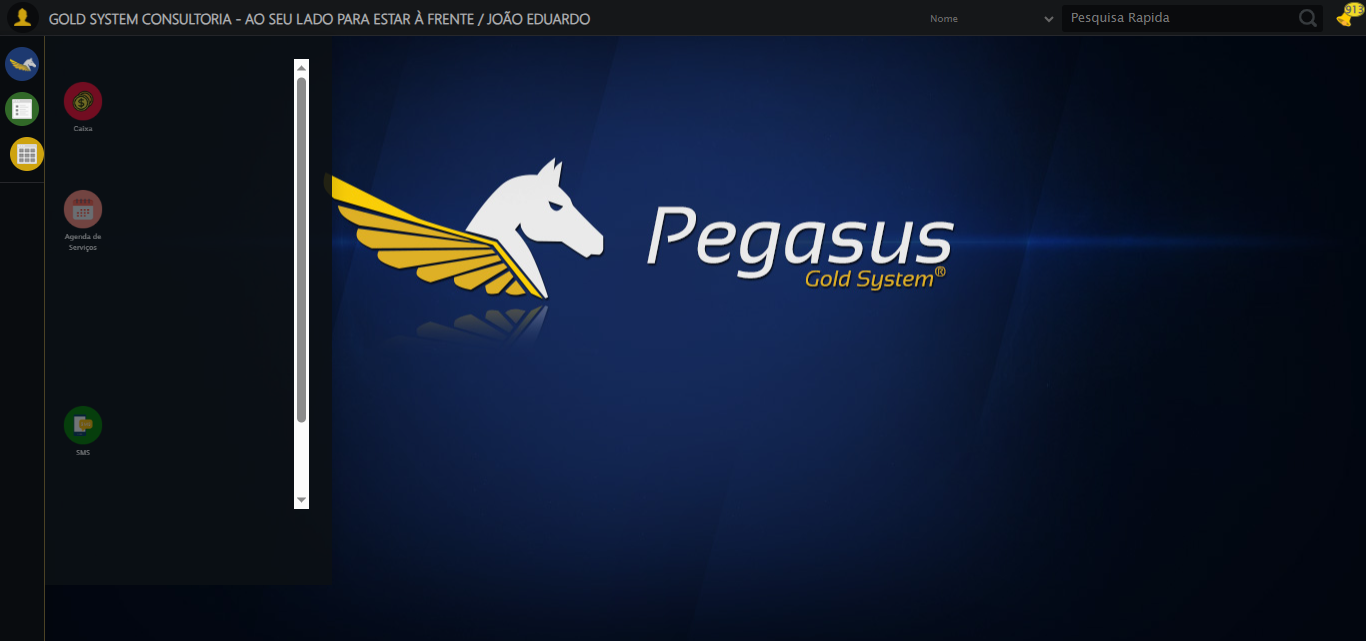 GOLD SYSTEM CONSULTORIA - AO SEU LADO PARA ESTAR À FRENTE / JOÃO EDUARDO
Nome
Pesquisa Rapida
913
Caixa
Agenda de
Serviços
SMS
Pegasus
Gold System®